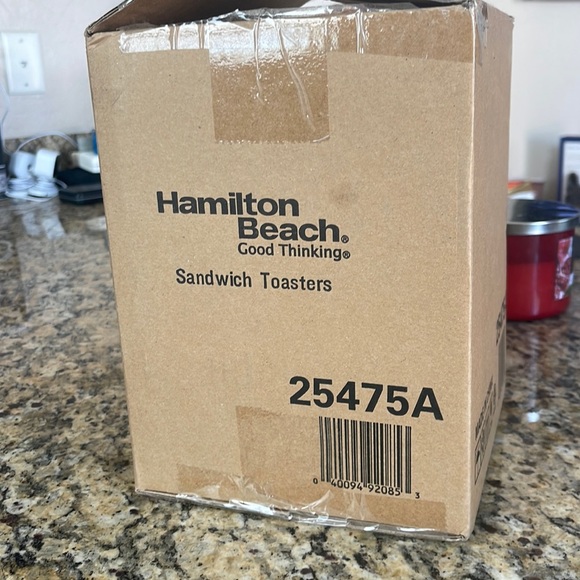 Hamilton
Beach®
Good Thinking®
Sandwich Toasters
25475A
0 40094 92085 3